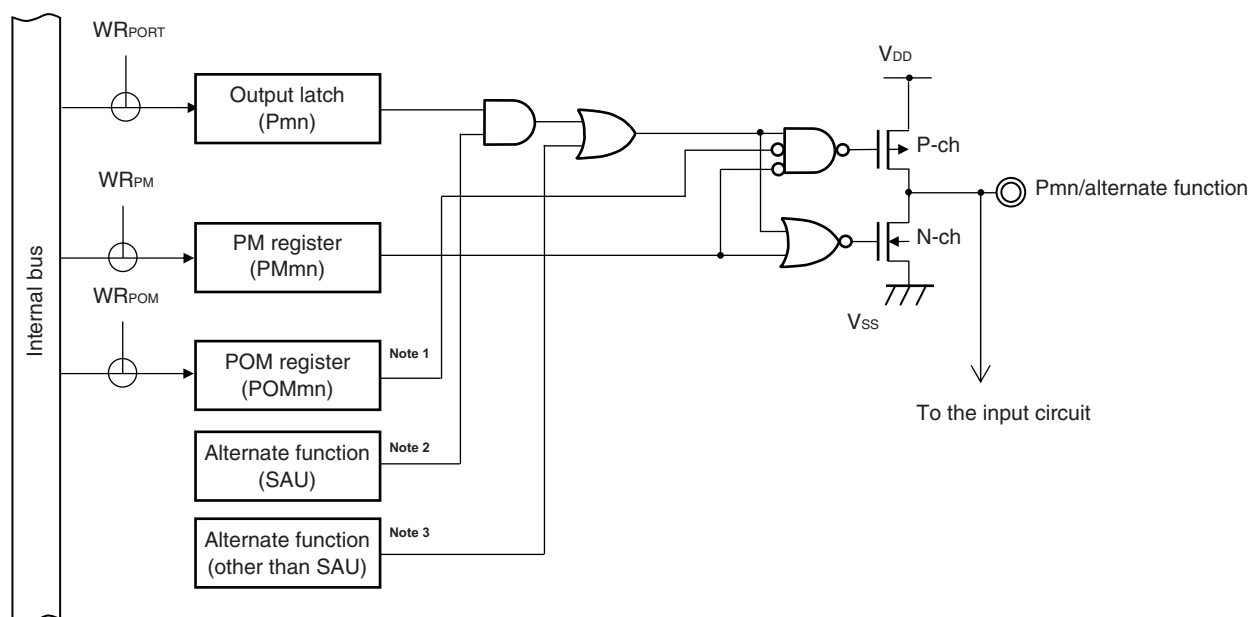 WRPORT
Output latch
(Pmn)
VDD
P-ch
Pmn/alternate function
WRPM
PM register
(PMmn)
N-ch
VSS
Internal bus
WRPOM
POM register
(POMmn)
Note 1
To the input circuit
Alternate function
(SAU)
Note 2
Alternate function
(other than SAU)
Note 3